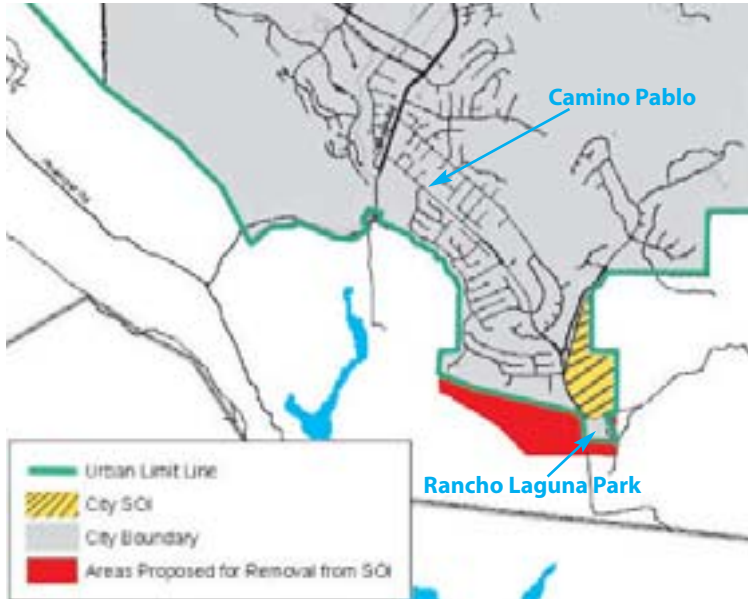 Camino Pablo
Rancho Laguna Park
Urban Limit Line
City SOI
City Boundary
Areas Proposed for Removal from SOI